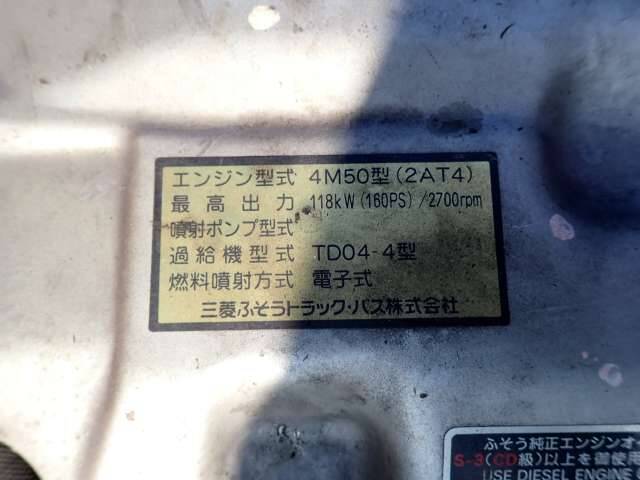 エンジン型式 4M50型(2AT4)
最高出力 118kW(160PS)/2700rpm
噴射ポンプ型式
過給機型式 TD04-4型
燃料噴射方式 電子式
三菱ふそうトラック・バス株式会社
ふそう純正エンジンオ
S-3(CD級)以上を御使用
USE DIESEL ENGINE